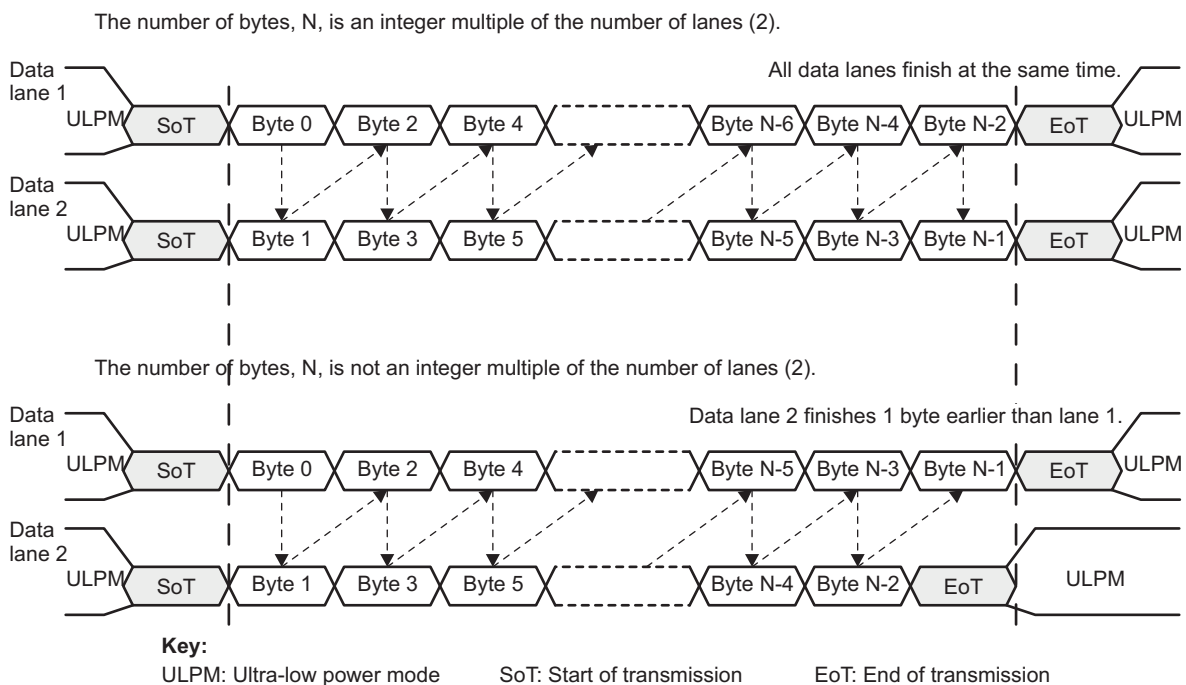 The number of bytes, N, is an integer multiple of the number of lanes (2).
All data lanes finish at the same time.
Data
lane 1
ULPM SoT Byte 0 Byte 2 Byte 4 Byte N-6 Byte N-4 Byte N-2 EoT ULPM
Data
lane 2
ULPM SoT Byte 1 Byte 3 Byte 5 Byte N-5 Byte N-3 Byte N-1 EoT ULPM
The number of bytes, N, is not an integer multiple of the number of lanes (2).
Data lane 2 finishes 1 byte earlier than lane 1.
Data
lane 1
ULPM SoT Byte 0 Byte 2 Byte 4 Byte N-5 Byte N-3 Byte N-1 EoT ULPM
Data
lane 2
ULPM SoT Byte 1 Byte 3 Byte 5 Byte N-4 Byte N-2 EoT ULPM
Key:
ULPM: Ultra-low power mode SoT: Start of transmission EoT: End of transmission